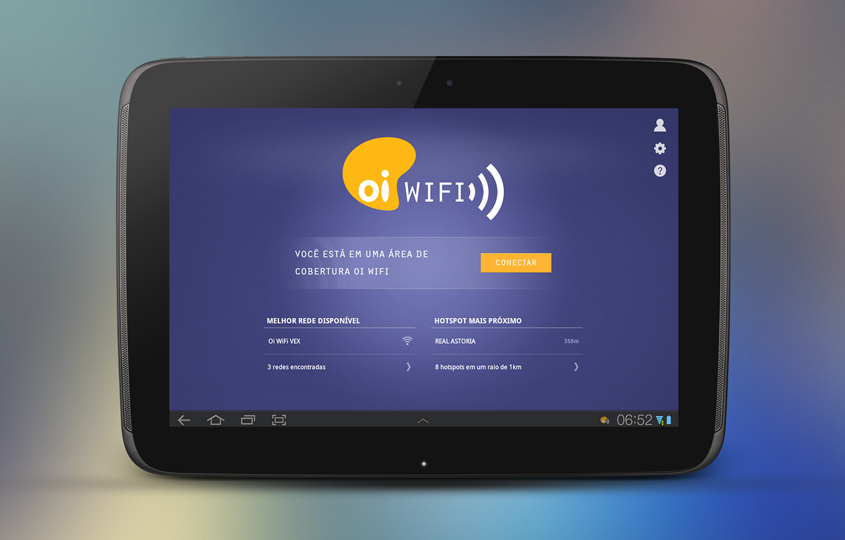 oi WIFI
VOCÊ ESTÁ EM UMA ÁREA DE
COBERTURA OI WIFI
CONECTAR
MELHOR REDE DISPONÍVEL
Oi WiFi VEX
3 redes encontradas
HOTSPOT MAIS PRÓXIMO
REAL ASTORIA 358m
8 hotspots em um raio de 1km
06:52